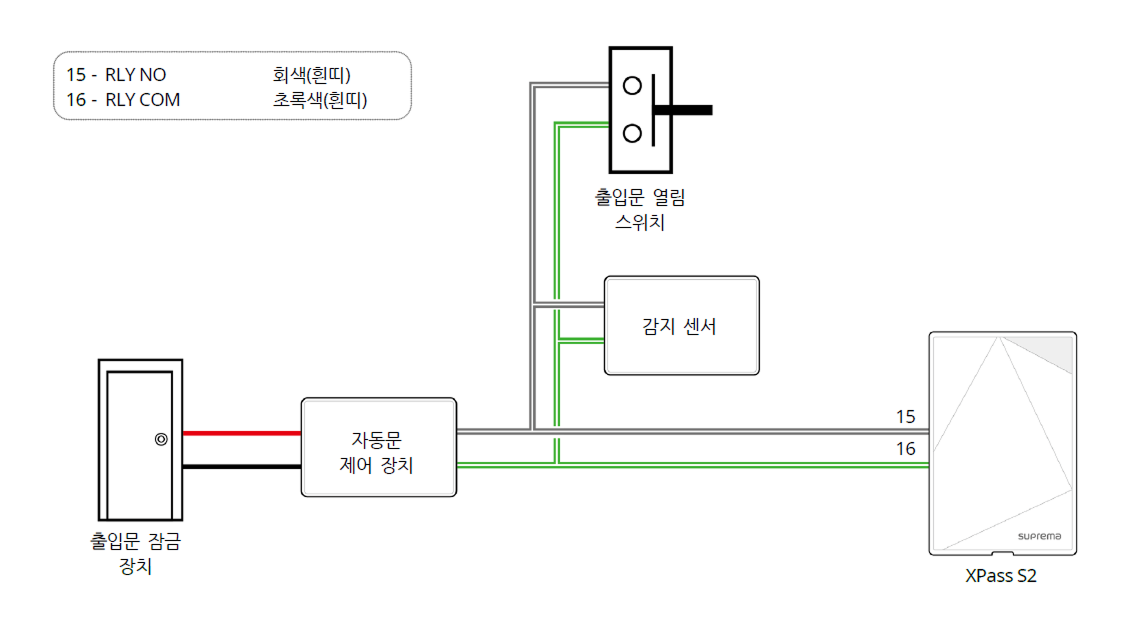 15 - RLY NO 회색(흰띠)
16 - RLY COM 초록색(흰띠)
출입문 열림
스위치
감지 센서
15
16
자동문
제어 장치
출입문 잠금
장치
suprema
XPass S2